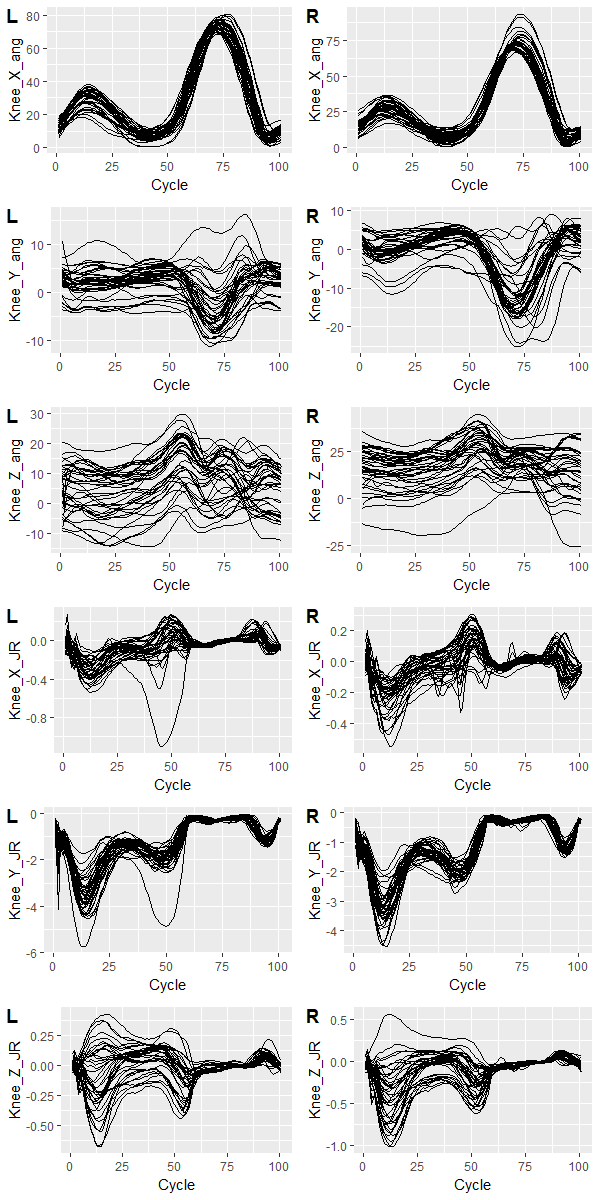 L R
Knee_X_ang Knee_X_ang
80 60 40 20 0
75 50 25 0
0 25 50 75 100 0 25 50 75 100
Cycle Cycle
L R
Knee_Y_ang Knee_Y_ang
10 0 -10
10 0 -10 -20
0 25 50 75 100 0 25 50 75 100
Cycle Cycle
L R
Knee_Z_ang Knee_Z_ang
30 20 10 0 -10
25 0 -25
0 25 50 75 100 0 25 50 75 100
Cycle Cycle
L R
Knee_X_JR Knee_X_JR
0.0 -0.4 -0.8
0.2 0.0 -0.2 -0.4
0 25 50 75 100 0 25 50 75 100
Cycle Cycle
L R
Knee_Y_JR Knee_Y_JR
0 -2 -4 -6
0 -1 -2 -3 -4
0 25 50 75 100 0 25 50 75 100
Cycle Cycle
L R
Knee_Z_JR Knee_Z_JR
0.25 0.00 -0.25 -0.50
0.5 0.0 -0.5 -1.0
0 25 50 75 100 0 25 50 75 100
Cycle Cycle